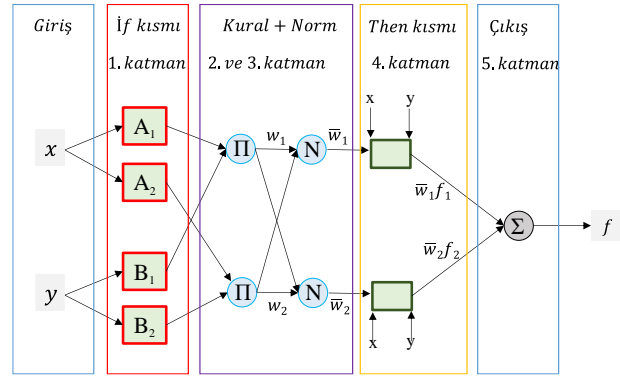 Giriş
İf kısmı
Kural + Norm
Then kısmı
Çıkış
1. katman
2. ve 3. katman
4. katman
5. katman
x
y
A₁
Π
w₁
N
w̅₁
x
A₂
w̅₁f₁
Σ
f
w̅₂f₂
B₁
y
Π
N
B₂
w₂
w̅₂
x
y